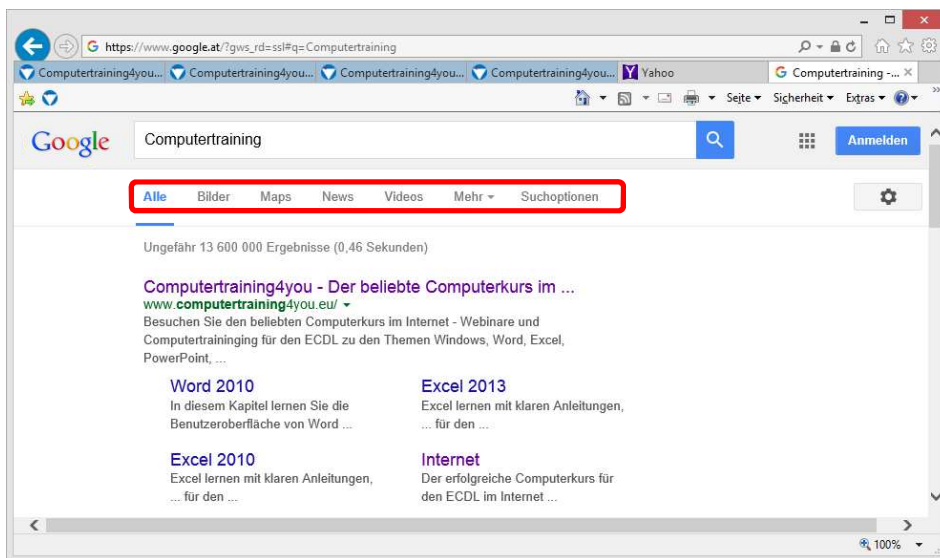 https://www.google.at/?gws_rd=ssl#q=Computertraining
Computertraining4you... Computertraining4you... Computertraining4you... Computertraining4you... Yahoo Computertraining -...
Seite Sicherheit Extras
Google Computertraining Anmelden
Alle Bilder Maps News Videos Mehr Suchoptionen
Ungefähr 13 600 000 Ergebnisse (0,46 Sekunden)
Computertraining4you - Der beliebte Computerkurs im ...
www.computertraining4you.eu/
Besuchen Sie den beliebten Computerkurs im Internet - Webinare und
Computertraininging für den ECDL zu den Themen Windows, Word, Excel,
PowerPoint, ...
Word 2010
In diesem Kapitel lernen Sie die
Benutzeroberfläche von Word ...
Excel 2013
Excel lernen mit klaren Anleitungen,
... für den ...
Excel 2010
Excel lernen mit klaren Anleitungen,
... für den ...
Internet
Der erfolgreiche Computerkurs für
den ECDL im Internet ...
100%